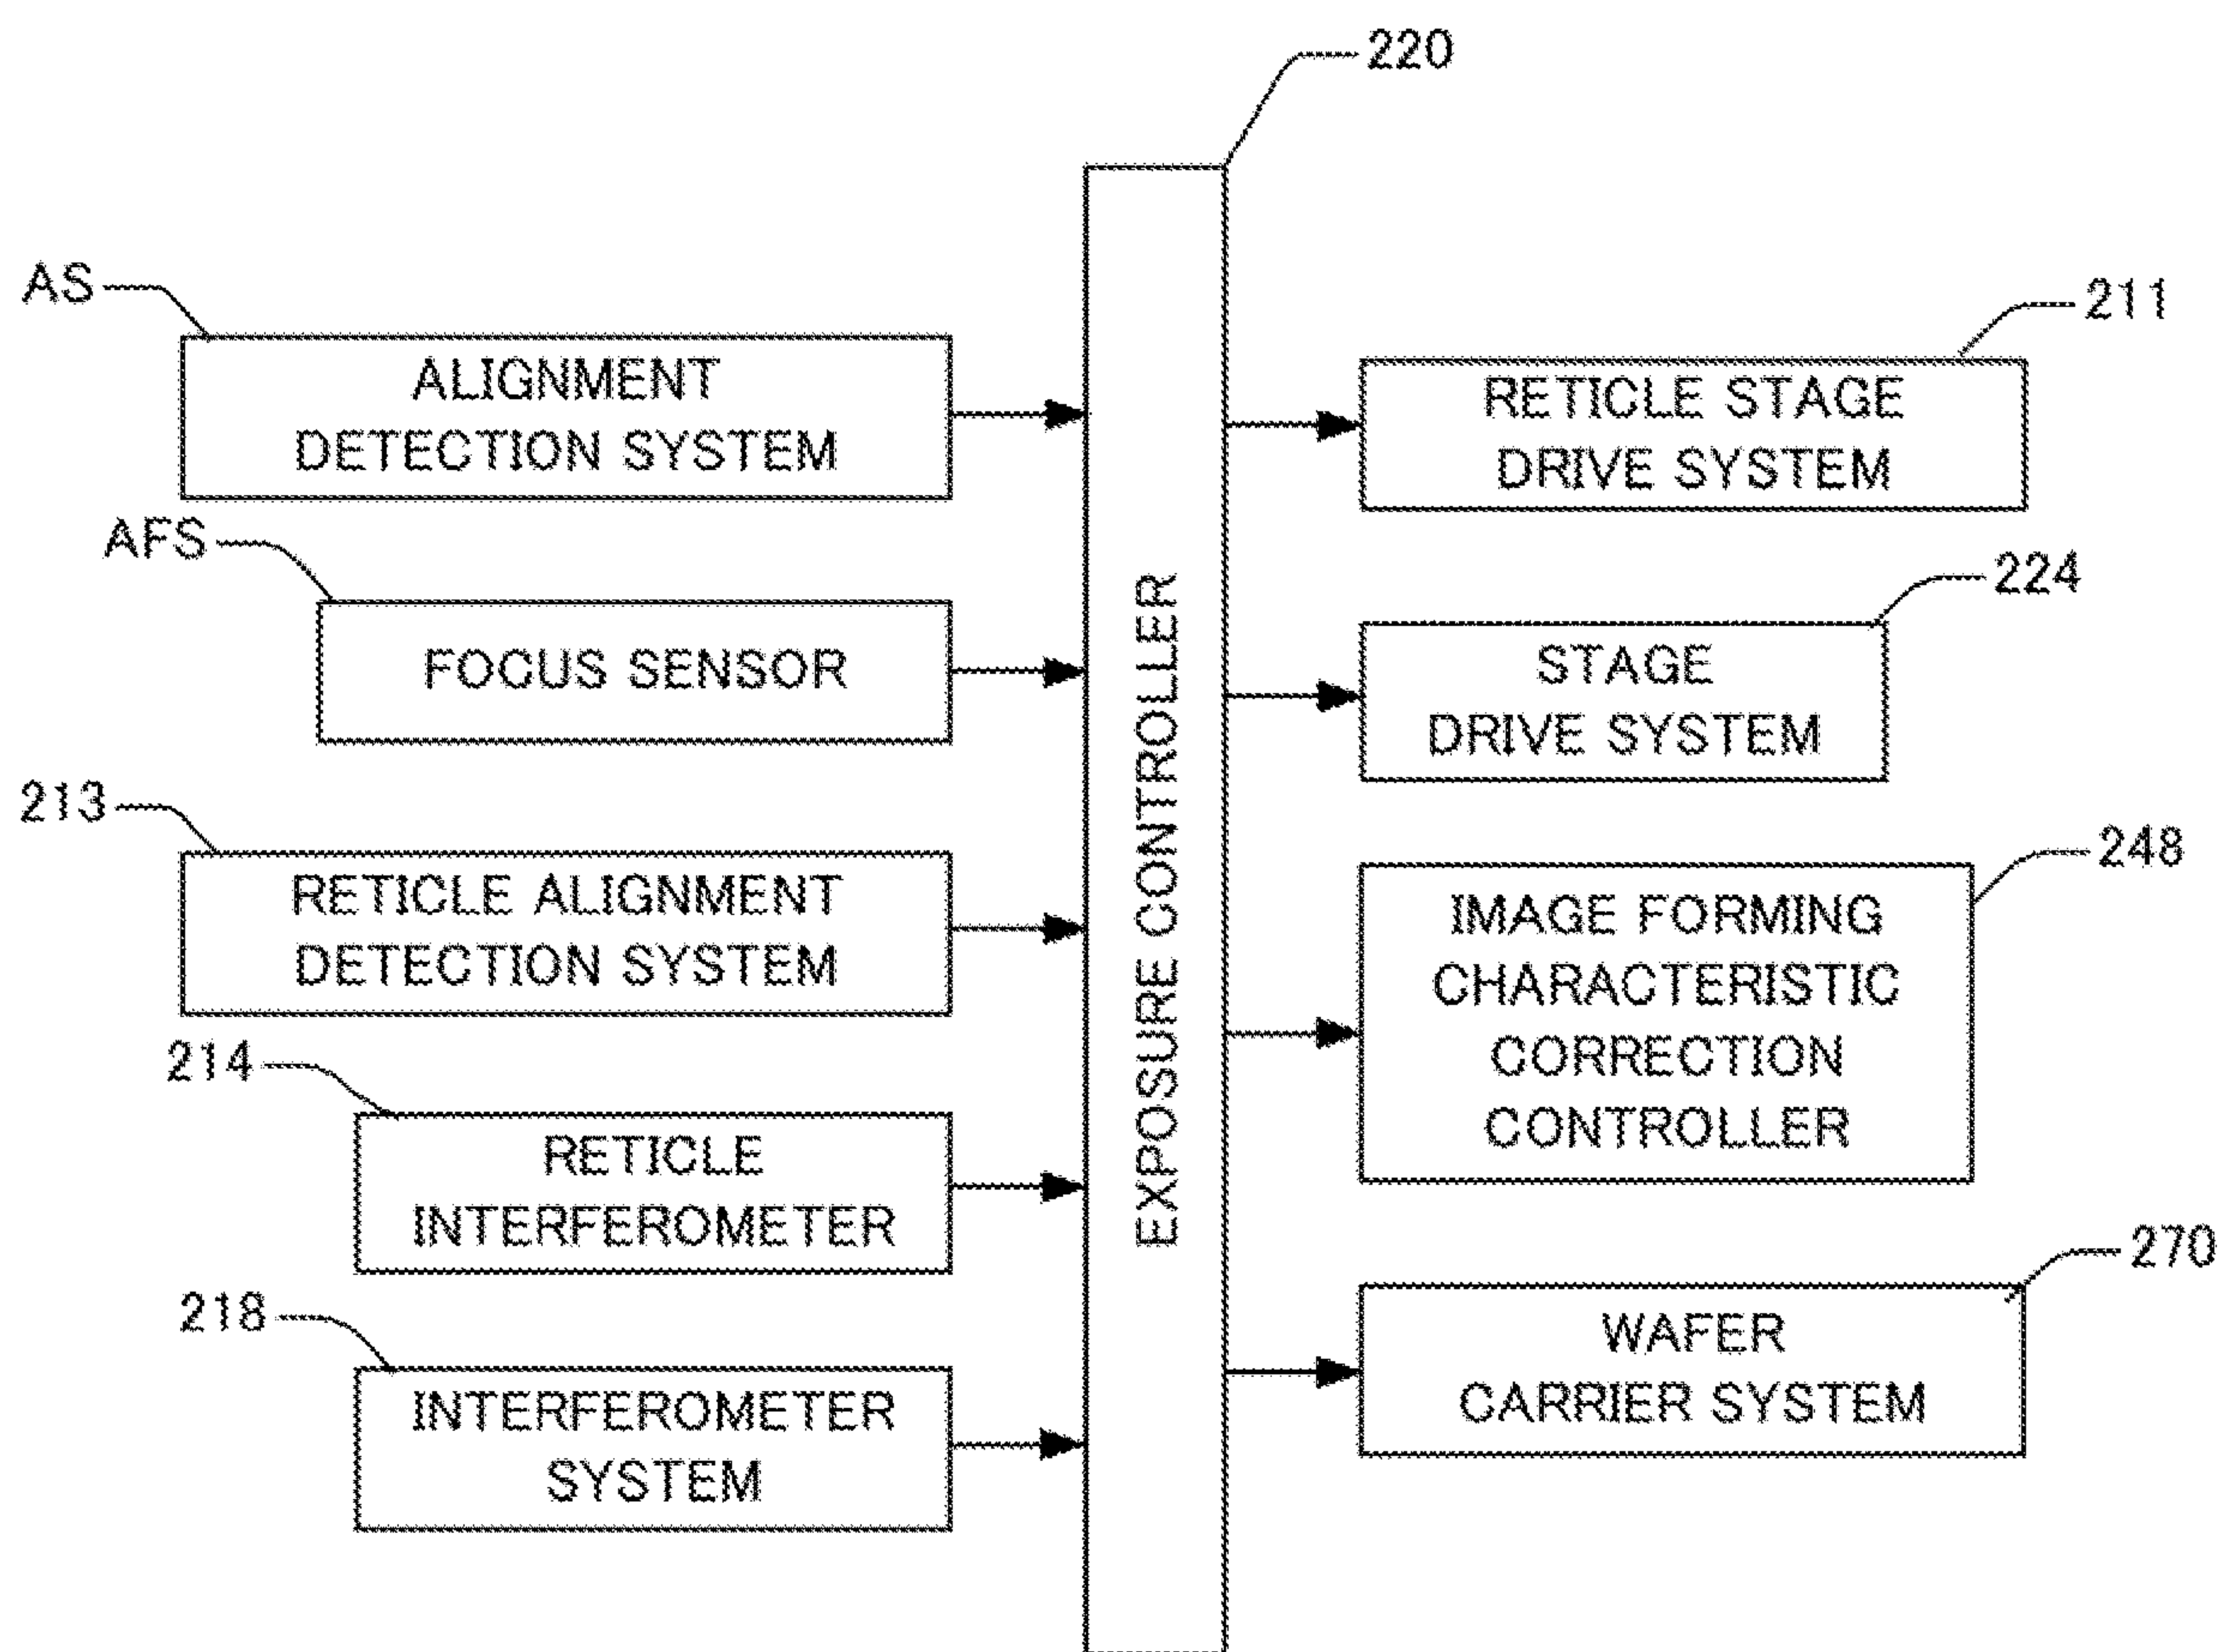 220
AS
ALIGNMENT
DETECTION SYSTEM
AFS
FOCUS SENSOR
213
RETICLE ALIGNMENT
DETECTION SYSTEM
214
RETICLE
INTERFEROMETER
218
INTERFEROMETER
SYSTEM
EXPOSURE CONTROLLER
211
RETICLE STAGE
DRIVE SYSTEM
224
STAGE
DRIVE SYSTEM
248
IMAGE FORMING
CHARACTERISTIC
CORRECTION
CONTROLLER
270
WAFER
CARRIER SYSTEM